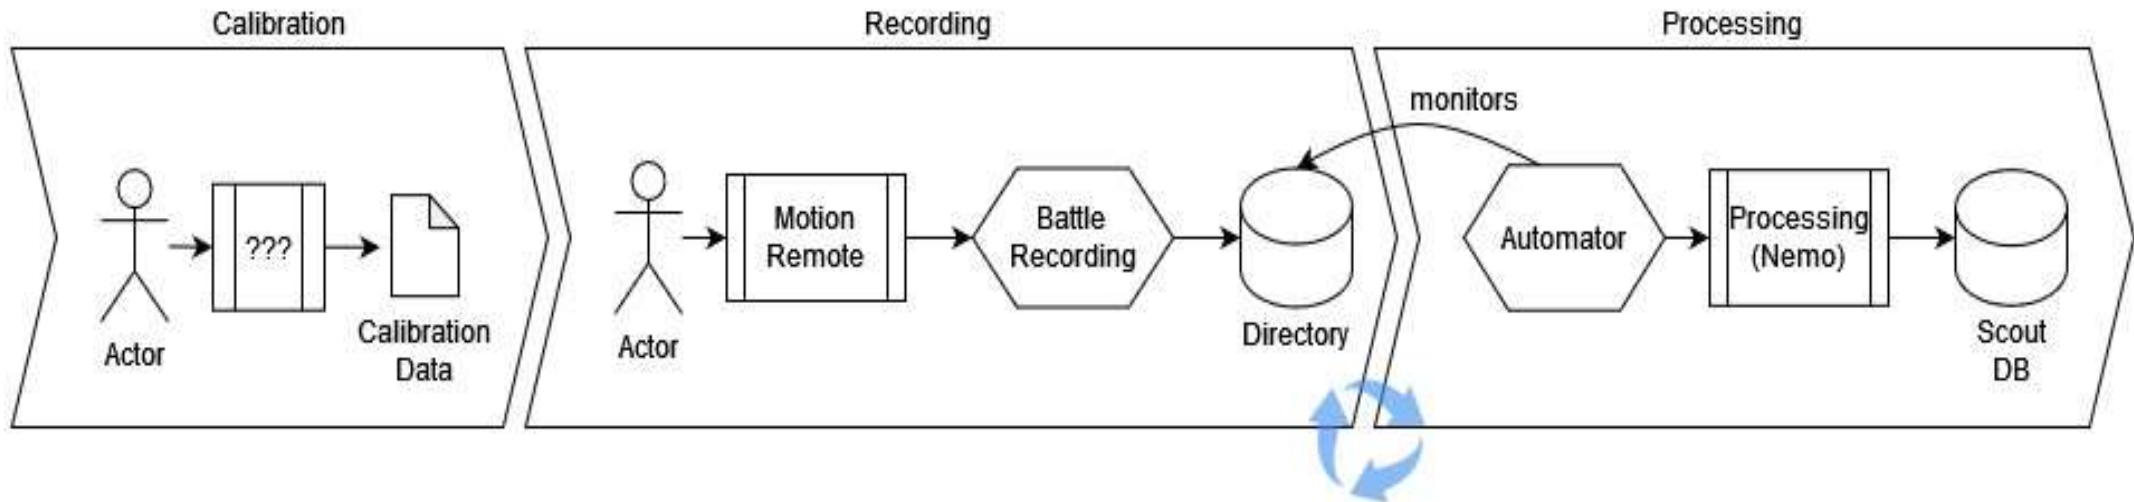 Calibration
Recording
Processing
monitors
???
Motion
Remote
Battle
Recording
Automator
Processing
(Nemo)
Actor
Calibration
Data
Actor
Directory
Scout
DB